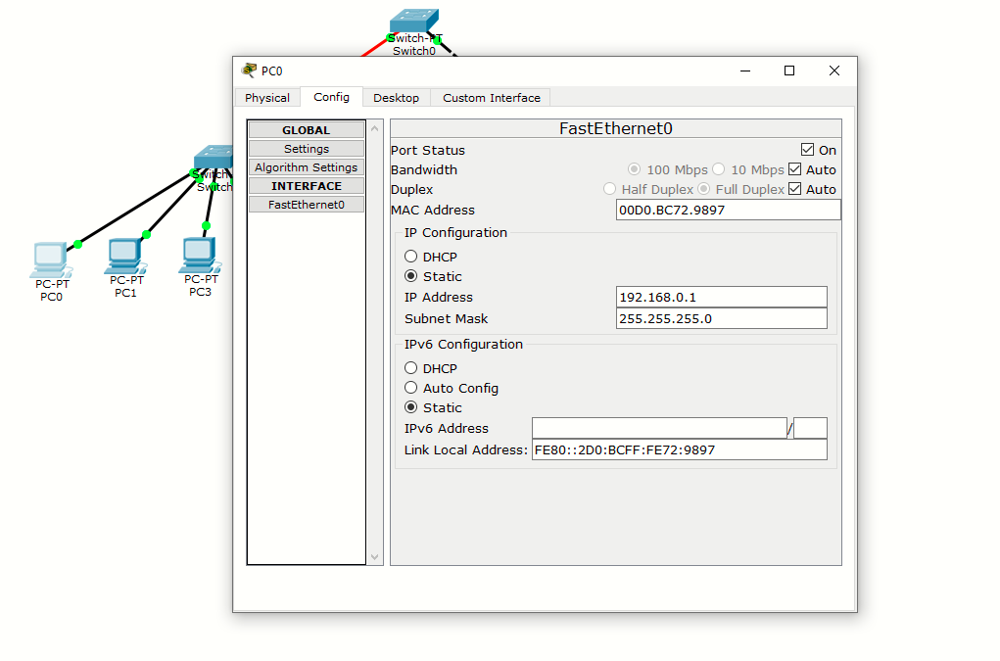 Switch-PT
Switch0
PC0
Physical Config Desktop Custom Interface
GLOBAL
Settings
Algorithm Settings
INTERFACE
FastEthernet0
FastEthernet0
Port Status On
Bandwidth 100 Mbps 10 Mbps Auto
Duplex Half Duplex Full Duplex Auto
MAC Address 00D0.BC72.9897
IP Configuration
DHCP
Static
IP Address 192.168.0.1
Subnet Mask 255.255.255.0
IPv6 Configuration
DHCP
Auto Config
Static
IPv6 Address /
Link Local Address: FE80::2D0:BCFF:FE72:9897
Switch-
Switch
PC-PT
PC0
PC-PT
PC1
PC-PT
PC3